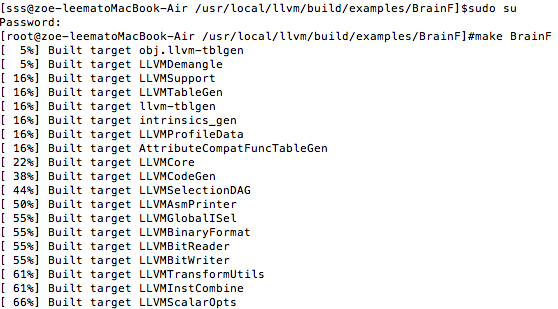 [sss@zoe-leematoMacBook-Air /usr/local/llvm/build/examples/BrainF]$sudo su
Password:
[root@zoe-leematoMacBook-Air /usr/local/llvm/build/examples/BrainF]#make BrainF
[  5%] Built target obj.llvm-tblgen
[  5%] Built target LLVMDemangle
[ 16%] Built target LLVMSupport
[ 16%] Built target LLVMTableGen
[ 16%] Built target llvm-tblgen
[ 16%] Built target intrinsics_gen
[ 16%] Built target LLVMProfileData
[ 16%] Built target AttributeCompatFuncTableGen
[ 22%] Built target LLVMCore
[ 38%] Built target LLVMCodeGen
[ 44%] Built target LLVMSelectionDAG
[ 50%] Built target LLVMAsmPrinter
[ 55%] Built target LLVMGlobalISel
[ 55%] Built target LLVMBinaryFormat
[ 55%] Built target LLVMBitReader
[ 55%] Built target LLVMBitWriter
[ 61%] Built target LLVMTransformUtils
[ 61%] Built target LLVMInstCombine
[ 66%] Built target LLVMScalarOpts